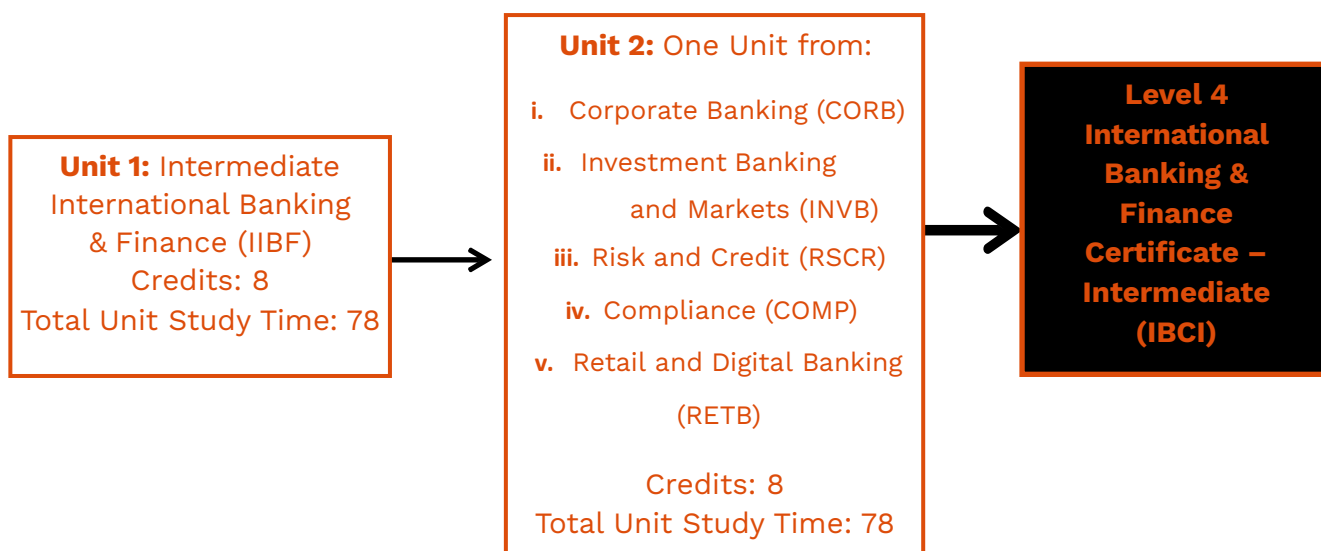 Unit 1: Intermediate
International Banking
& Finance (IIBF)
Credits: 8
Total Unit Study Time: 78
Unit 2: One Unit from:
i. Corporate Banking (CORB)
ii. Investment Banking
and Markets (INVB)
iii. Risk and Credit (RSCR)
iv. Compliance (COMP)
v. Retail and Digital Banking
(RETB)
Credits: 8
Total Unit Study Time: 78
Level 4
International
Banking &
Finance
Certificate –
Intermediate
(IBCI)